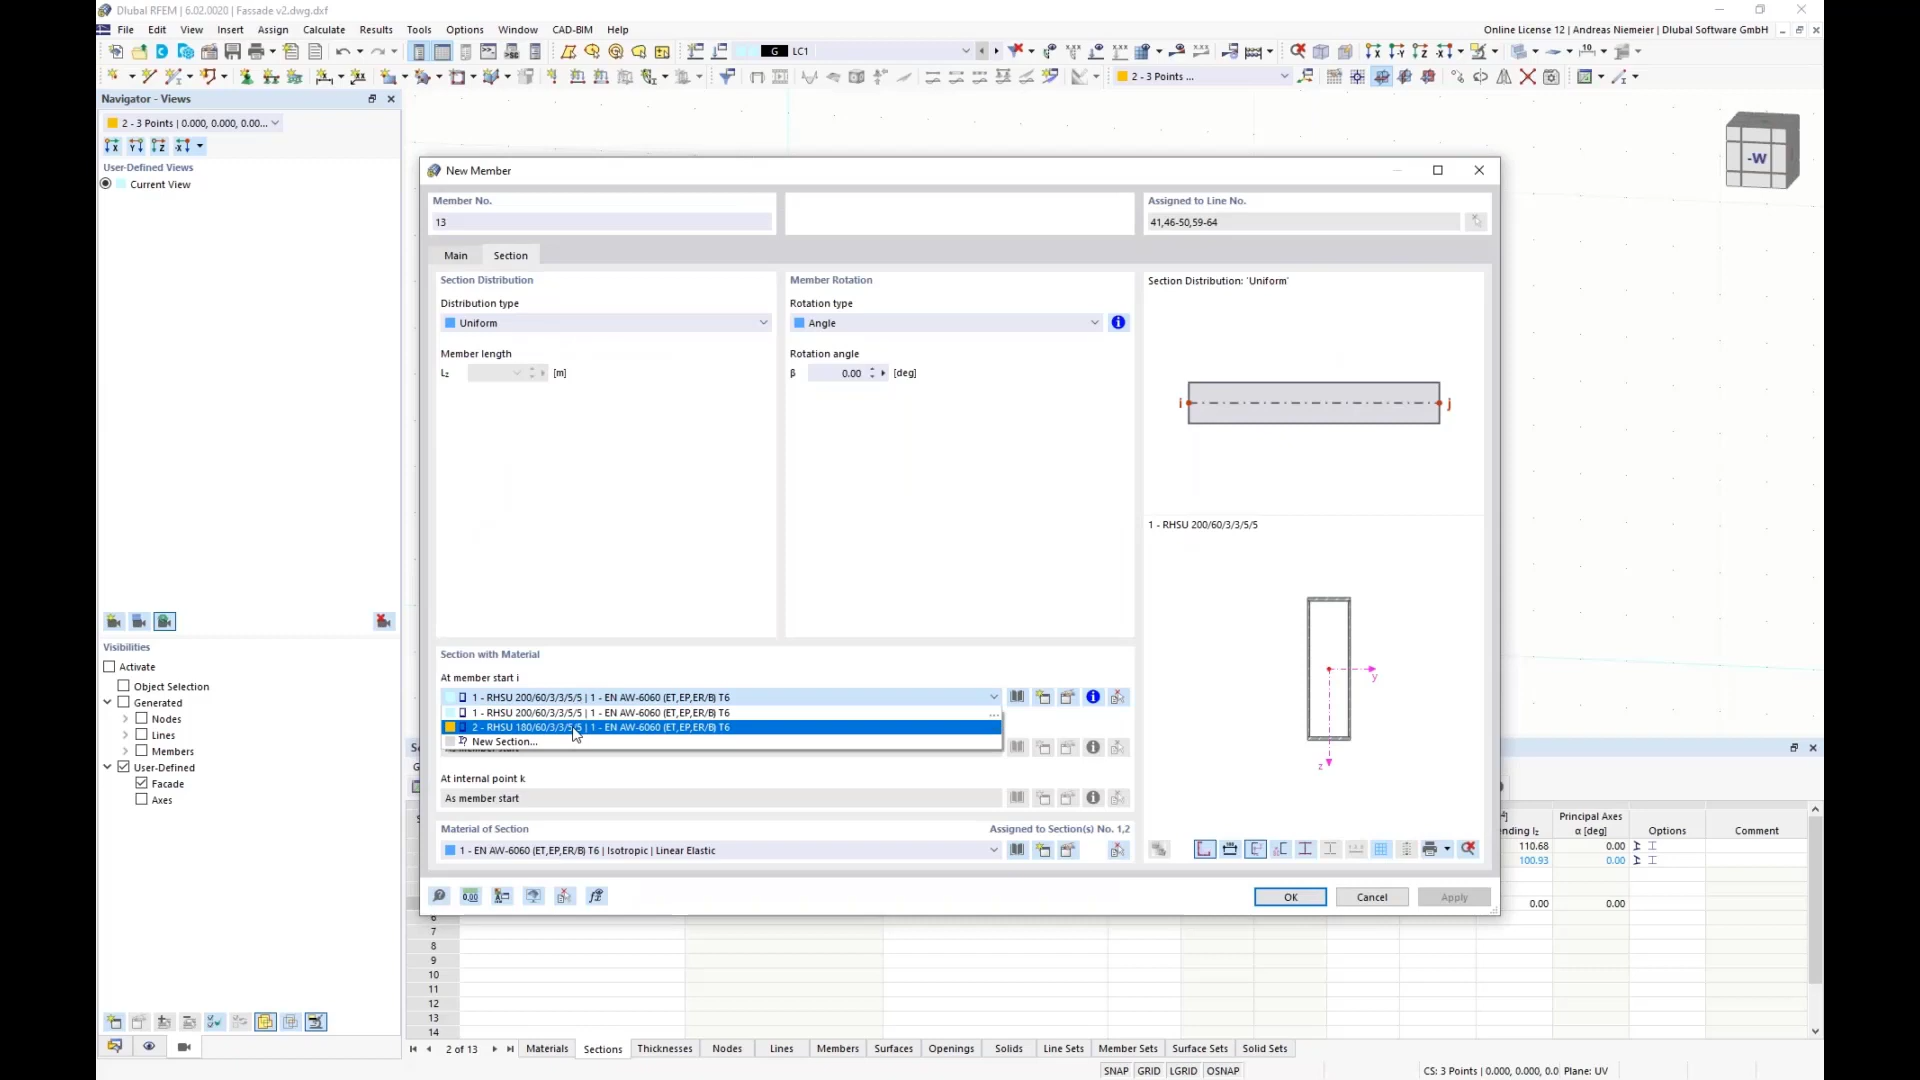 Dlubal RFEM | 6.02.0020 | Fassade v2.dwg.dxf
File Edit View Insert Assign Calculate Results Tools Options Window CAD-BIM Help
Online License 12 | Andreas Niemeier | Dlubal Software GmbH
G LC1
2 - 3 Points ...
Navigator - Views
2 - 3 Points | 0.000, 0.000, 0.00...
User-Defined Views
Current View
-W
New Member
Member No.
13
Assigned to Line No.
41,46-50,59-64
Main Section
Section Distribution
Distribution type
Uniform
Member length
Lz [m]
Member Rotation
Rotation type
Angle
Rotation angle
β 0.00 [deg]
Section Distribution: 'Uniform'
i j
1 - RHSU 200/60/3/3/5/5
y
z
Section with Material
At member start i
1 - RHSU 200/60/3/3/5/5 | 1 - EN AW-6060 (ET,EP,ER/B) T6
1 - RHSU 200/60/3/3/5/5 | 1 - EN AW-6060 (ET,EP,ER/B) T6
2 - RHSU 180/60/3/3/5/5 | 1 - EN AW-6060 (ET,EP,ER/B) T6
New Section...
At internal point k
As member start
Material of Section Assigned to Section(s) No. 1,2
1 - EN AW-6060 (ET,EP,ER/B) T6 | Isotropic | Linear Elastic
OK Cancel Apply
Visibilities
Activate
Object Selection
Generated
Nodes
Lines
Members
User-Defined
Facade
Axes
Principal Axes
α [deg] Options Comment
110.68 0.00
100.93 0.00
0.00 0.00
6
7
8
9
10
11
12
13
14
2 of 13 Materials Sections Thicknesses Nodes Lines Members Surfaces Openings Solids Line Sets Member Sets Surface Sets Solid Sets
SNAP GRID LGRID OSNAP CS: 3 Points | 0.000, 0.000, 0.0 Plane: UV